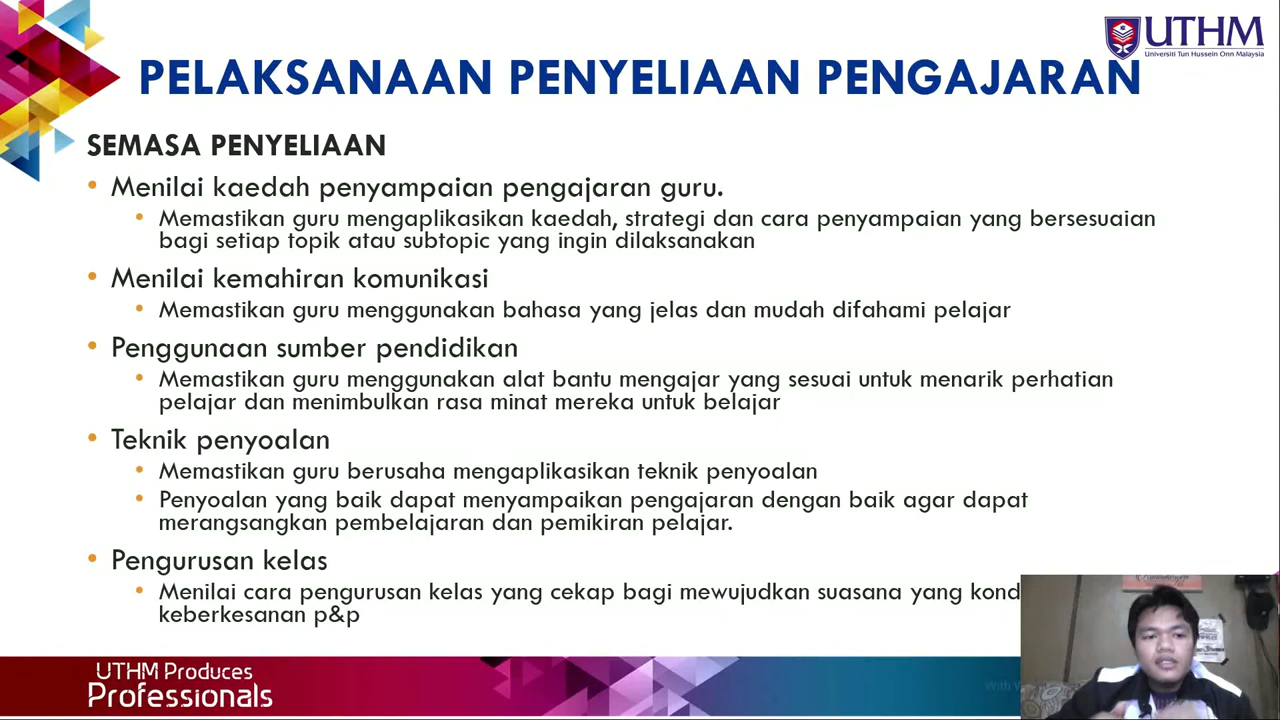 UTHM
Universiti Tun Hussein Onn Malaysia
PELAKSANAAN PENYELIAAN PENGAJARAN
SEMASA PENYELIAAN
• Menilai kaedah penyampaian pengajaran guru.
• Memastikan guru mengaplikasikan kaedah, strategi dan cara penyampaian yang bersesuaian
bagi setiap topik atau subtopic yang ingin dilaksanakan
• Menilai kemahiran komunikasi
• Memastikan guru menggunakan bahasa yang jelas dan mudah difahami pelajar
• Penggunaan sumber pendidikan
• Memastikan guru menggunakan alat bantu mengajar yang sesuai untuk menarik perhatian
pelajar dan menimbulkan rasa minat mereka untuk belajar
• Teknik penyoalan
• Memastikan guru berusaha mengaplikasikan teknik penyoalan
• Penyoalan yang baik dapat menyampaikan pengajaran dengan baik agar dapat
merangsangkan pembelajaran dan pemikiran pelajar.
• Pengurusan kelas
• Menilai cara pengurusan kelas yang cekap bagi mewujudkan suasana yang kond
keberkesanan p&p
UTHM Produces
Professionals